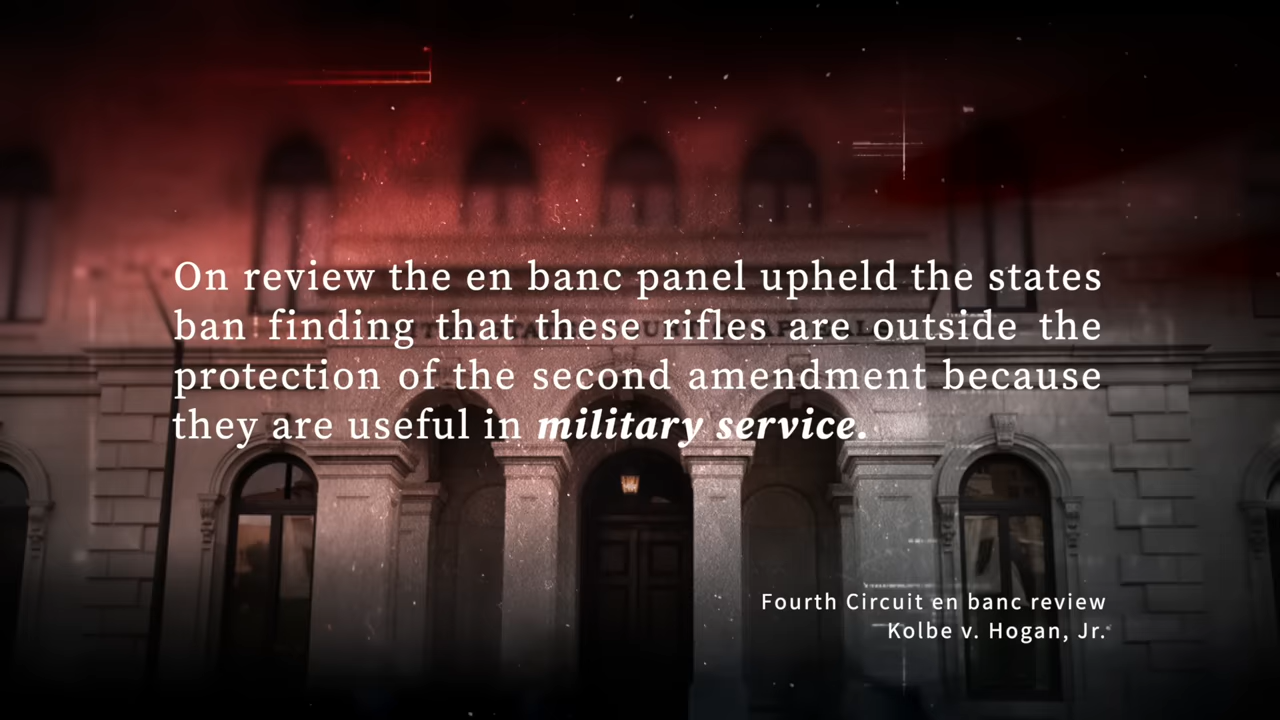 On review the en banc panel upheld the states
ban finding that these rifles are outside the
protection of the second amendment because
they are useful in military service.
Fourth Circuit en banc review
Kolbe v. Hogan, Jr.